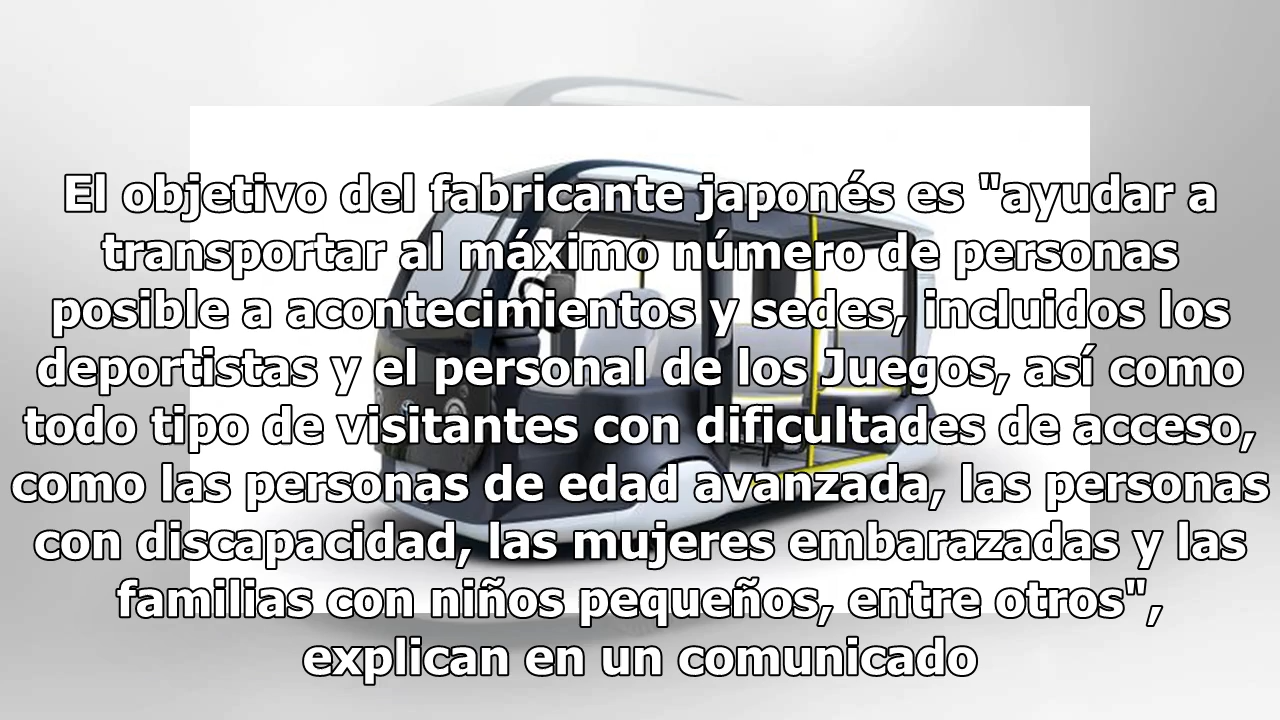 El objetivo del fabricante japonés es "ayudar a
transportar al máximo número de personas
posible a acontecimientos y sedes, incluidos los
deportistas y el personal de los Juegos, así como
todo tipo de visitantes con dificultades de acceso,
como las personas de edad avanzada, las personas
con discapacidad, las mujeres embarazadas y las
familias con niños pequeños, entre otros",
explican en un comunicado